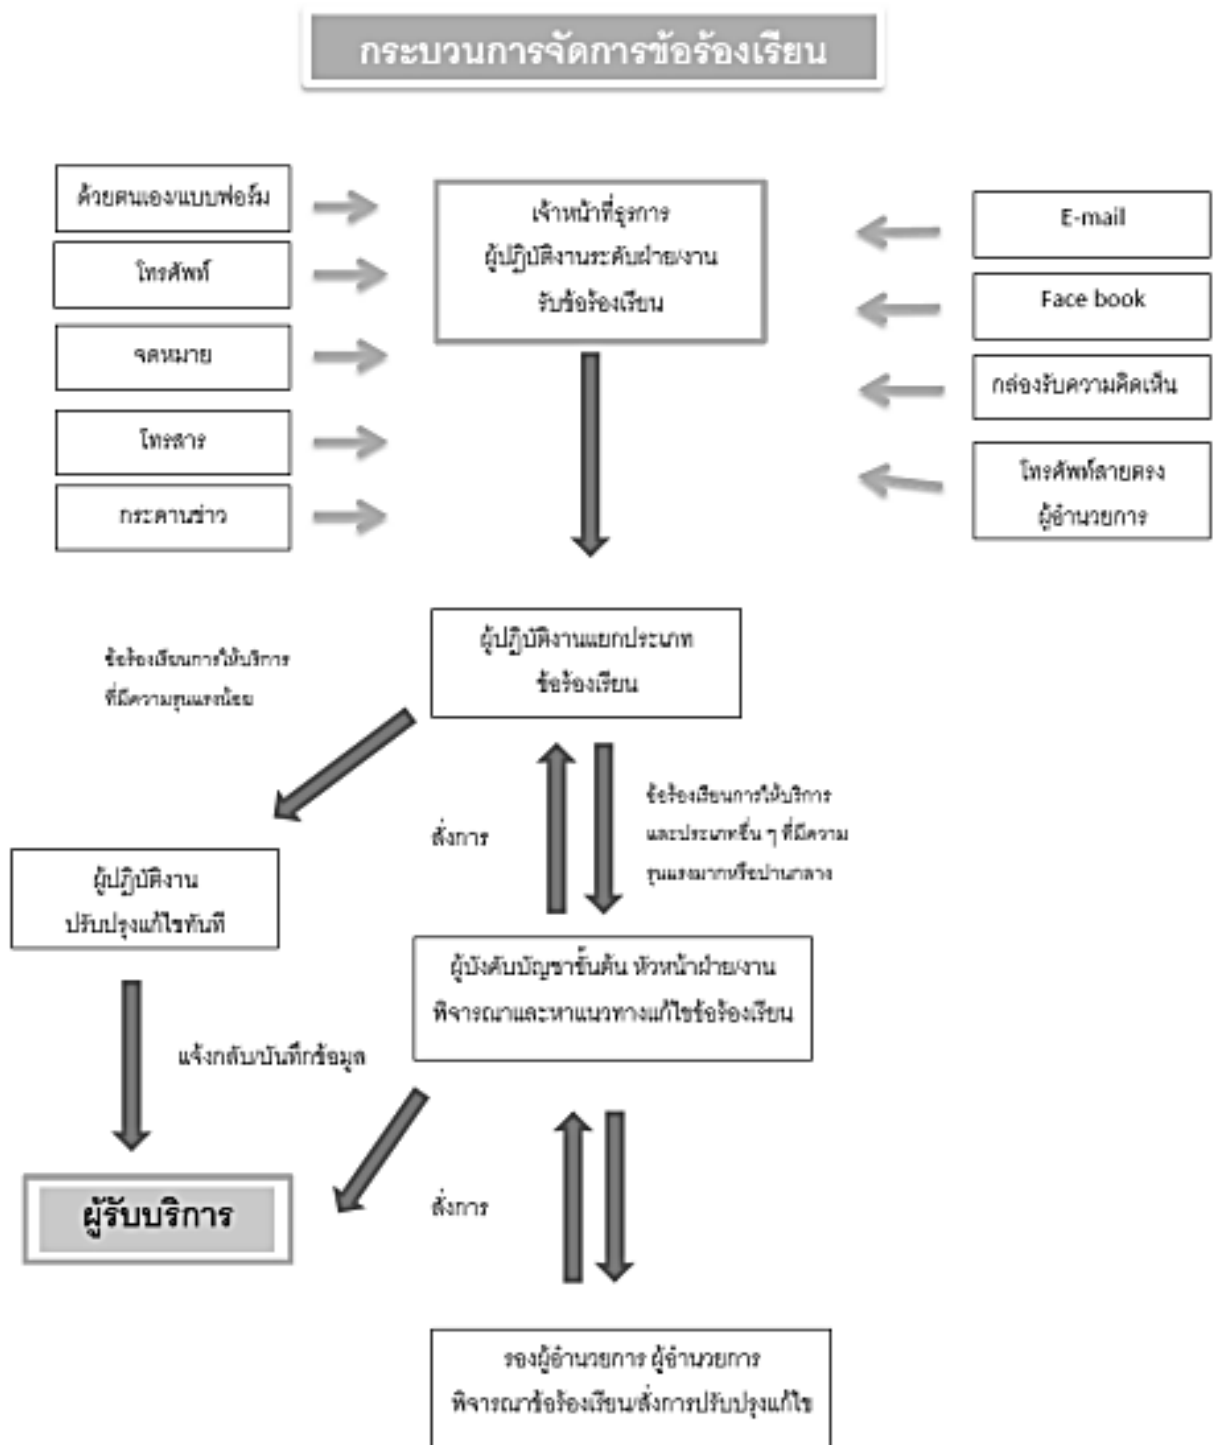 กระบวนการจัดการข้อร้องเรียน
ด้วยตนเอง/แบบฟอร์ม
โทรศัพท์
จดหมาย
โทรสาร
กระดานข่าว
เจ้าหน้าที่ธุรการ
ผู้ปฏิบัติงานระดับฝ่าย/งาน
รับข้อร้องเรียน
E-mail
Face book
กล่องรับความคิดเห็น
โทรศัพท์สายตรง
ผู้อำนวยการ
ผู้ปฏิบัติงานแยกประเภท
ข้อร้องเรียน
ข้อร้องเรียนการให้บริการ
ที่มีความรุนแรงน้อย
สั่งการ
ข้อร้องเรียนการให้บริการ
และประเภทอื่น ๆ ที่มีความ
รุนแรงมากหรือปานกลาง
ผู้ปฏิบัติงาน
ปรับปรุงแก้ไขทันที
ผู้บังคับบัญชาชั้นต้น หัวหน้าฝ่าย/งาน
พิจารณาและหาแนวทางแก้ไขข้อร้องเรียน
แจ้งกลับ/บันทึกข้อมูล
ผู้รับบริการ
สั่งการ
รองผู้อำนวยการ ผู้อำนวยการ
พิจารณาข้อร้องเรียน/สั่งการปรับปรุงแก้ไข